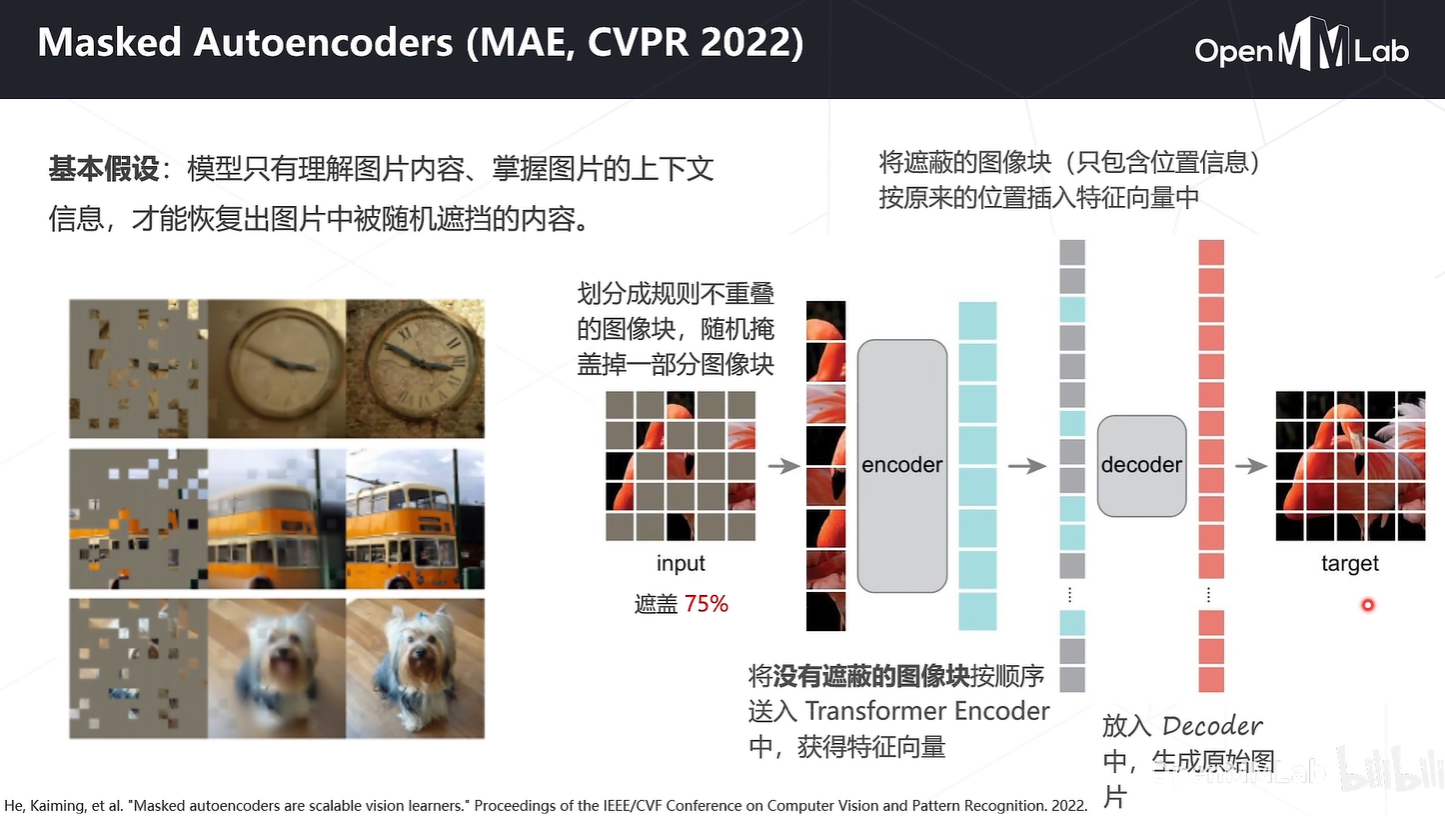 Masked Autoencoders (MAE, CVPR 2022)
OpenMMLab
基本假设：模型只有理解图片内容、掌握图片的上下文
信息，才能恢复出图片中被随机遮挡的内容。
将遮蔽的图像块（只包含位置信息）
按原来的位置插入特征向量中
划分成规则不重叠
的图像块，随机掩
盖掉一部分图像块
encoder
decoder
input
target
遮盖 75%
将没有遮蔽的图像块按顺序
送入 Transformer Encoder
中，获得特征向量
放入 Decoder
中，生成原始图
片
OpenMMLab bilibili
He, Kaiming, et al. "Masked autoencoders are scalable vision learners." Proceedings of the IEEE/CVF Conference on Computer Vision and Pattern Recognition. 2022.